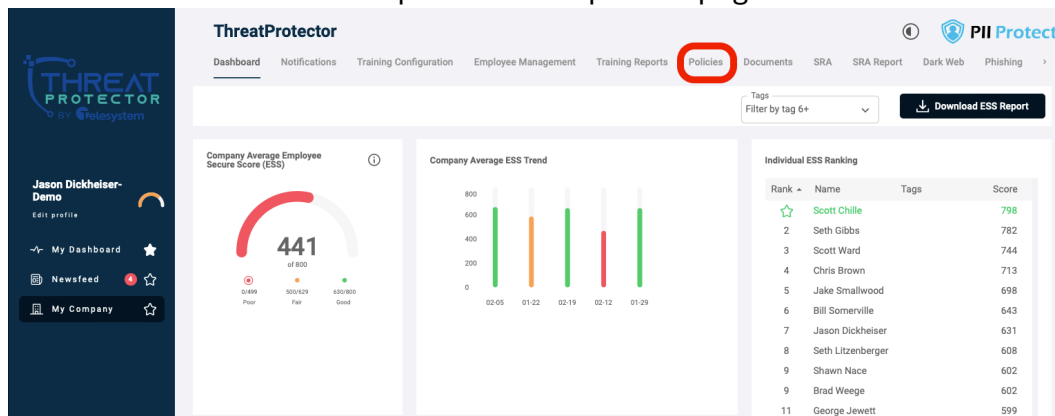 ThreatProtector
PII Protect
THREAT
PROTECTOR
BY Telesystem
Dashboard Notifications Training Configuration Employee Management Training Reports Policies Documents SRA SRA Report Dark Web Phishing
Tags
Filter by tag 6+
Download ESS Report
Jason Dickheiser-
Demo
Edit profile
My Dashboard
Newsfeed 4
My Company
Company Average Employee
Secure Score (ESS)
441
of 800
0/499 500/629 630/800
Poor Fair Good
Company Average ESS Trend
800
600
400
200
0
02-05 01-22 02-19 02-12 01-29
Individual ESS Ranking
Rank Name Tags Score
Scott Chille 798
2 Seth Gibbs 782
3 Scott Ward 744
4 Chris Brown 713
5 Jake Smallwood 698
6 Bill Somerville 643
7 Jason Dickheiser 631
8 Seth Litzenberger 608
9 Shawn Nace 602
9 Brad Weege 602
11 George Jewett 599